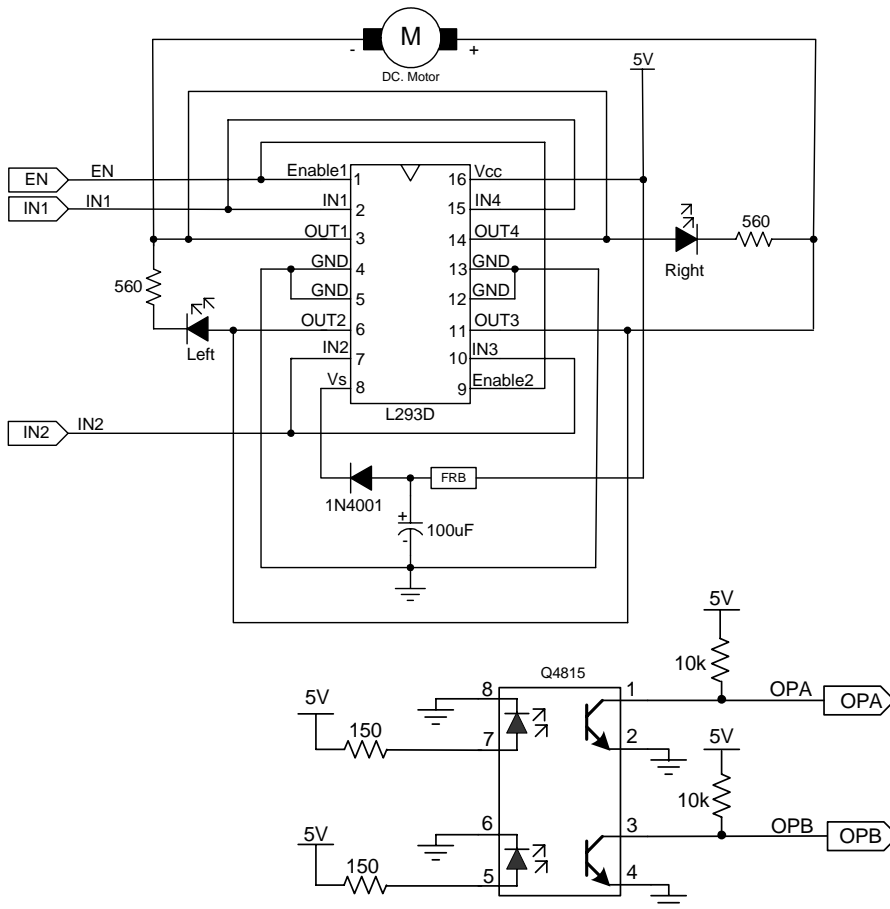 M
-
+
DC. Motor
5V
EN
EN
Enable1
1
16
Vcc
IN1
IN1
IN1
2
15
IN4
OUT1
3
14
OUT4
560
Right
GND
4
13
GND
560
GND
5
12
GND
Left
OUT2
6
11
OUT3
IN2
7
10
IN3
Vs
8
9
Enable2
L293D
IN2
IN2
1N4001
FRB
+
-
100uF
5V
Q4815
10k
8
1
OPA
OPA
5V
150
7
2
5V
10k
6
3
OPB
OPB
5V
150
5
4